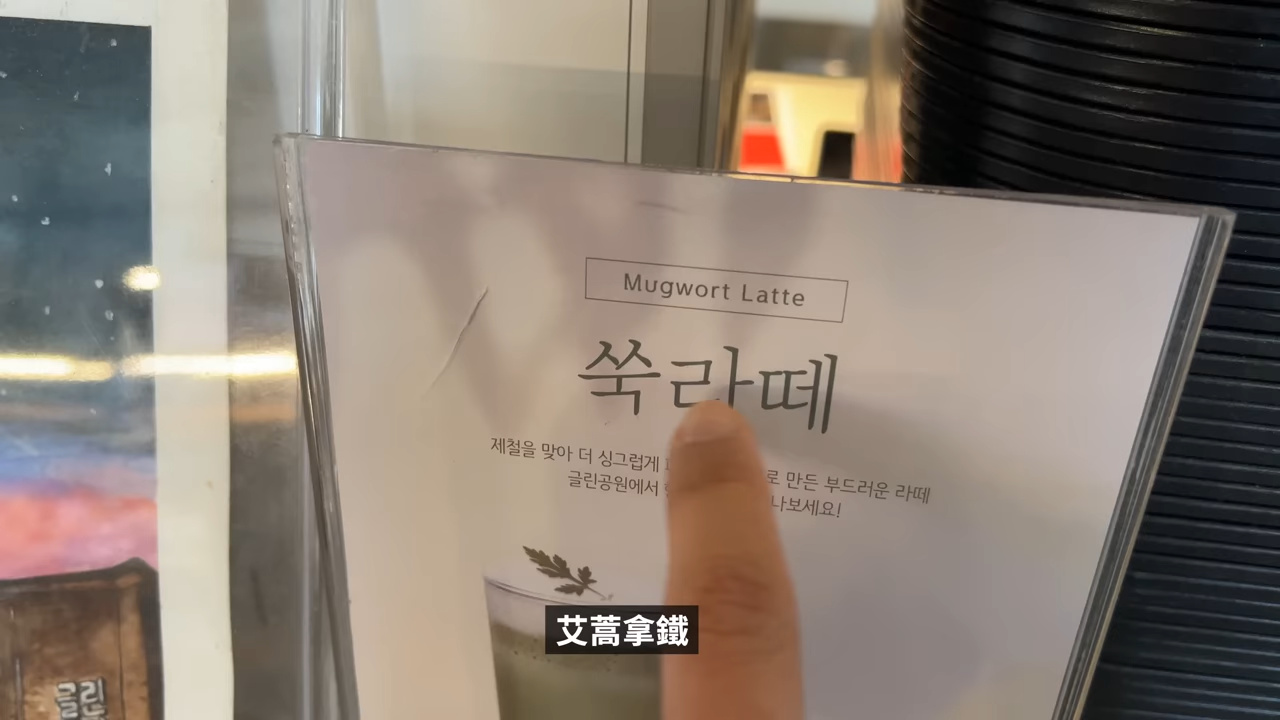 Mugwort Latte
쑥라떼
제철을 맞아 더 싱그럽게 로 만든 부드러운 라떼
글린공원에서 나보세요!
艾蒿拿鐵
글린